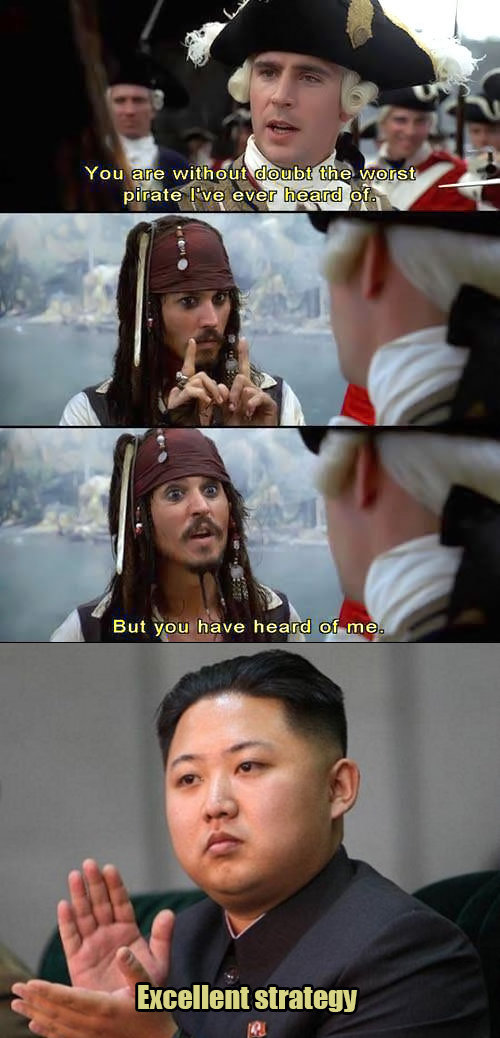 You are without doubt the worst
pirate I've ever heard of.
But you have heard of me.
Excellent strategy